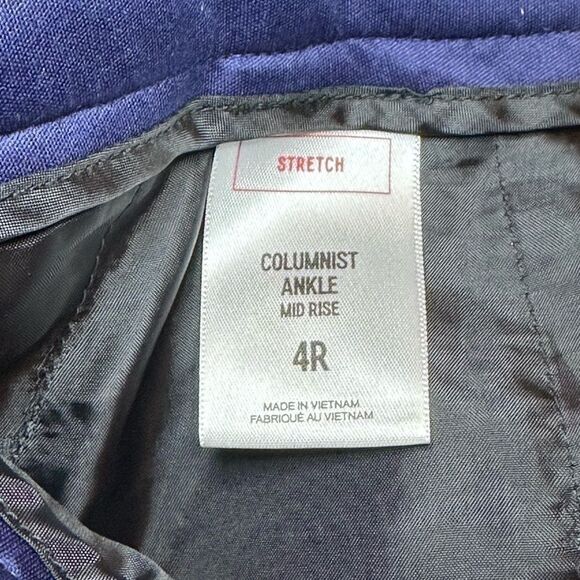 STRETCH
COLUMNIST
ANKLE
MID RISE
4R
MADE IN VIETNAM
FABRIQUÉ AU VIETNAM